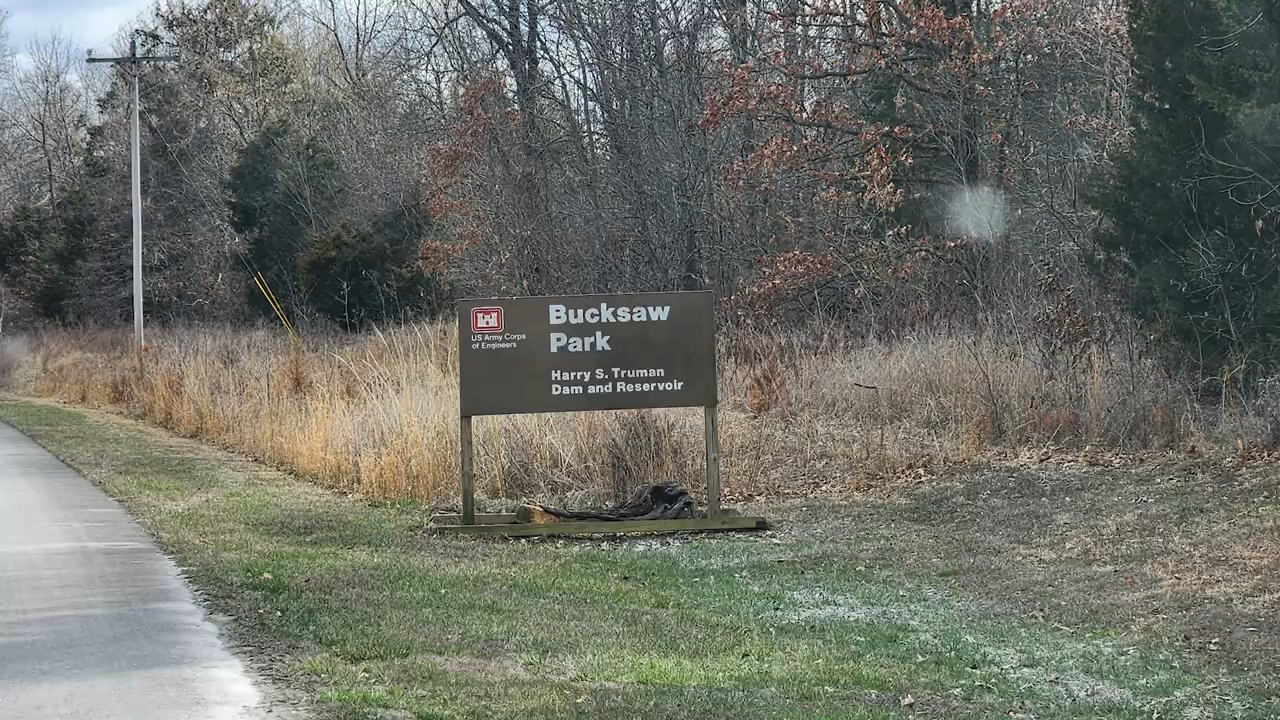 US Army Corps
of Engineers
Bucksaw
Park
Harry S. Truman
Dam and Reservoir